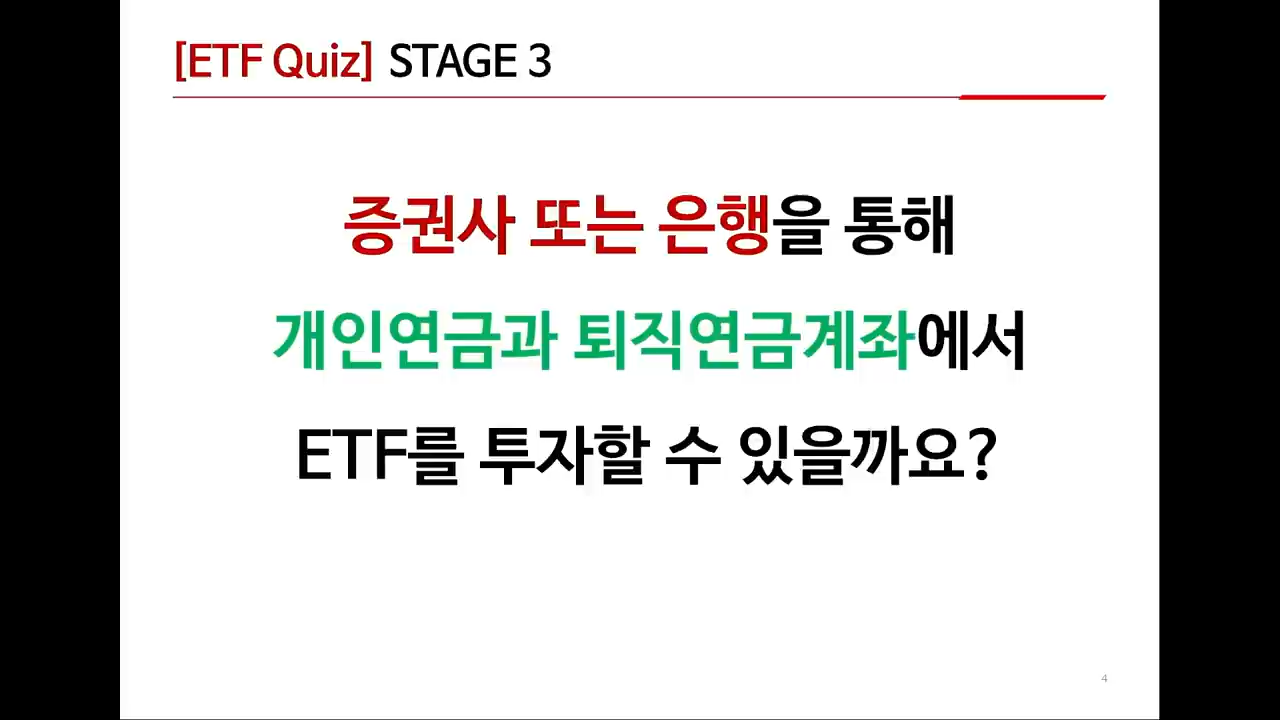 [ETF Quiz] STAGE 3
증권사 또는 은행을 통해
개인연금과 퇴직연금계좌에서
ETF를 투자할 수 있을까요?
4